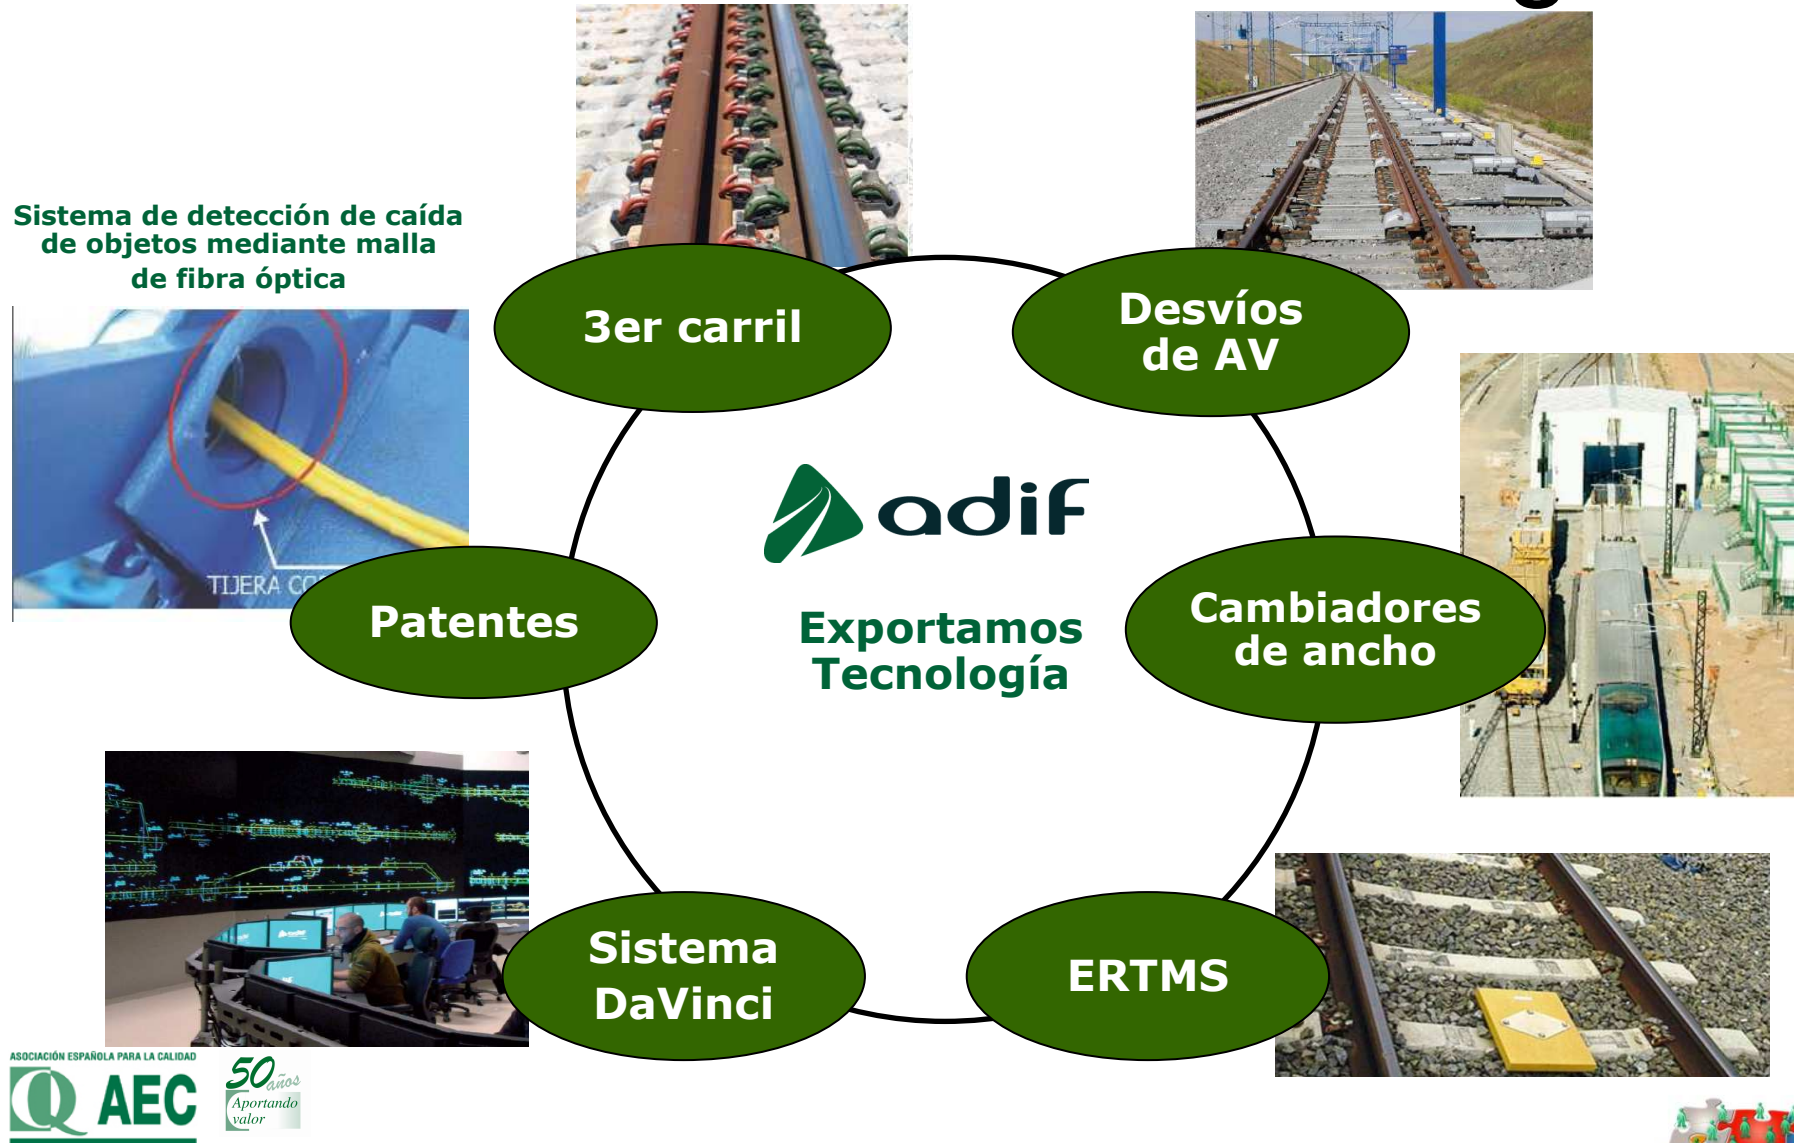 Sistema de detección de caída
de objetos mediante malla
de fibra óptica
TIJERA
3er carril
Desvíos
de AV
Patentes
adif
Exportamos
Tecnología
Cambiadores
de ancho
Sistema
DaVinci
ERTMS
ASOCIACIÓN ESPAÑOLA PARA LA CALIDAD
AEC
50 años
Aportando
valor